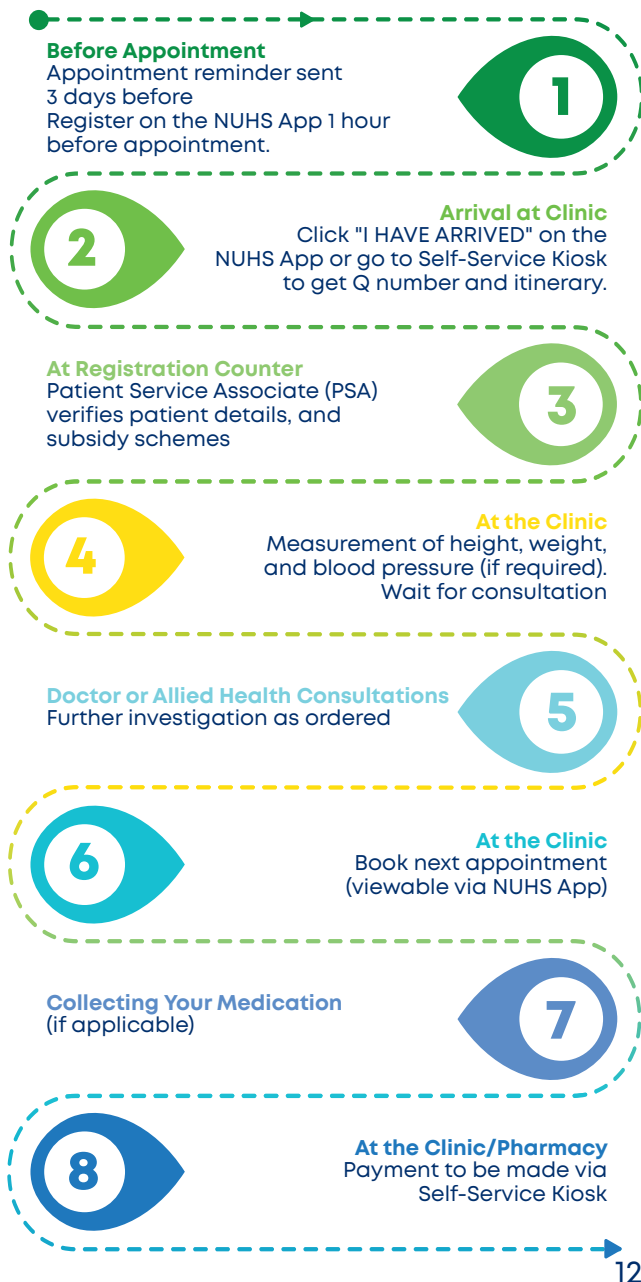 Before Appointment
Appointment reminder sent
3 days before
Register on the NUHS App 1 hour
before appointment.
1
2
Arrival at Clinic
Click "I HAVE ARRIVED" on the
NUHS App or go to Self-Service Kiosk
to get Q number and itinerary.
At Registration Counter
Patient Service Associate (PSA)
verifies patient details, and
subsidy schemes
3
4
At the Clinic
Measurement of height, weight,
and blood pressure (if required).
Wait for consultation
Doctor or Allied Health Consultations
Further investigation as ordered
5
6
At the Clinic
Book next appointment
(viewable via NUHS App)
Collecting Your Medication
(if applicable)
7
8
At the Clinic/Pharmacy
Payment to be made via
Self-Service Kiosk
12